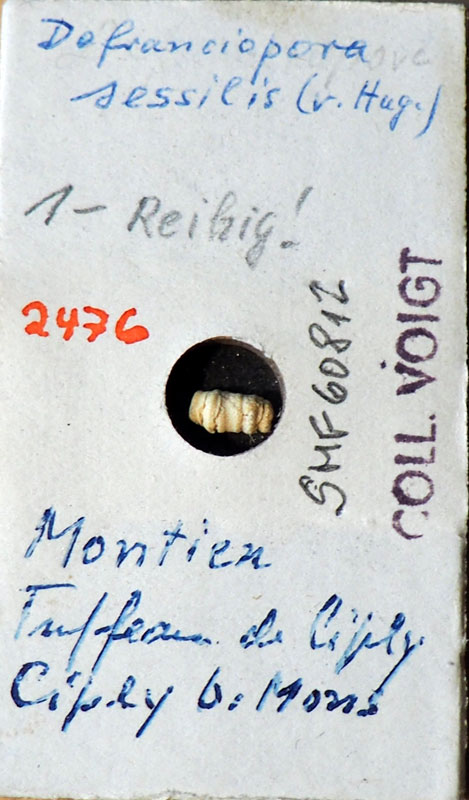 Defranciopora
sessilis (v. Hag.)
1-Reihig!
2476
SMF 60812
COLL. VOIGT
Montien
Tuffeau de Ciply
Ciply b. Mons